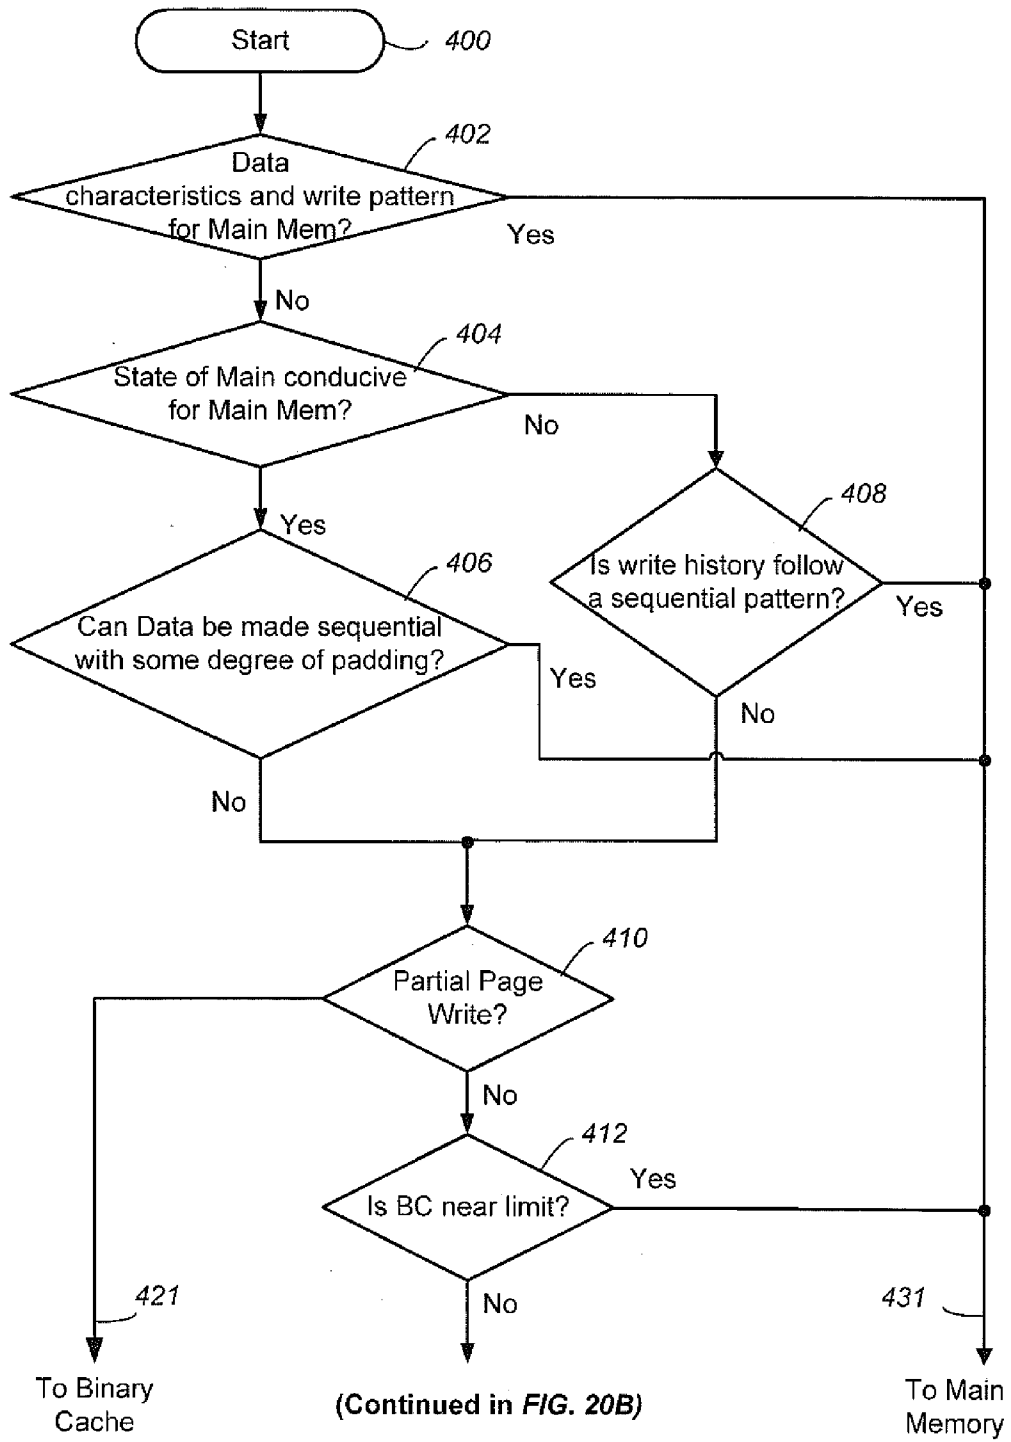 Start
400
402
Data
characteristics and write pattern
for Main Mem?
Yes
No
404
State of Main conducive
for Main Mem?
No
408
Yes
Is write history follow
a sequential pattern?
Yes
406
Can Data be made sequential
with some degree of padding?
Yes
No
No
410
Partial Page
Write?
No
412
Yes
Is BC near limit?
421
No
431
To Binary
Cache
(Continued in FIG. 20B)
To Main
Memory